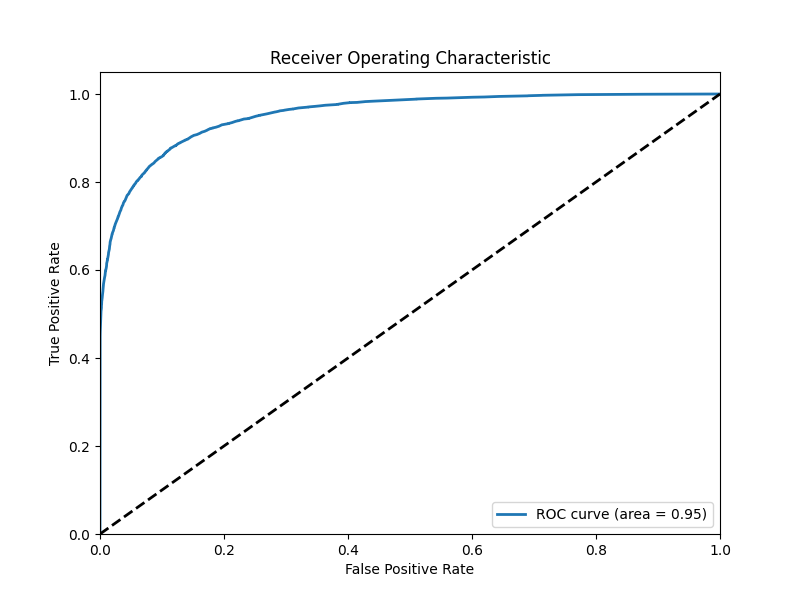 Receiver Operating Characteristic
1.0
0.8
0.6
0.4
0.2
0.0
True Positive Rate
0.0 0.2 0.4 0.6 0.8 1.0
False Positive Rate
ROC curve (area = 0.95)